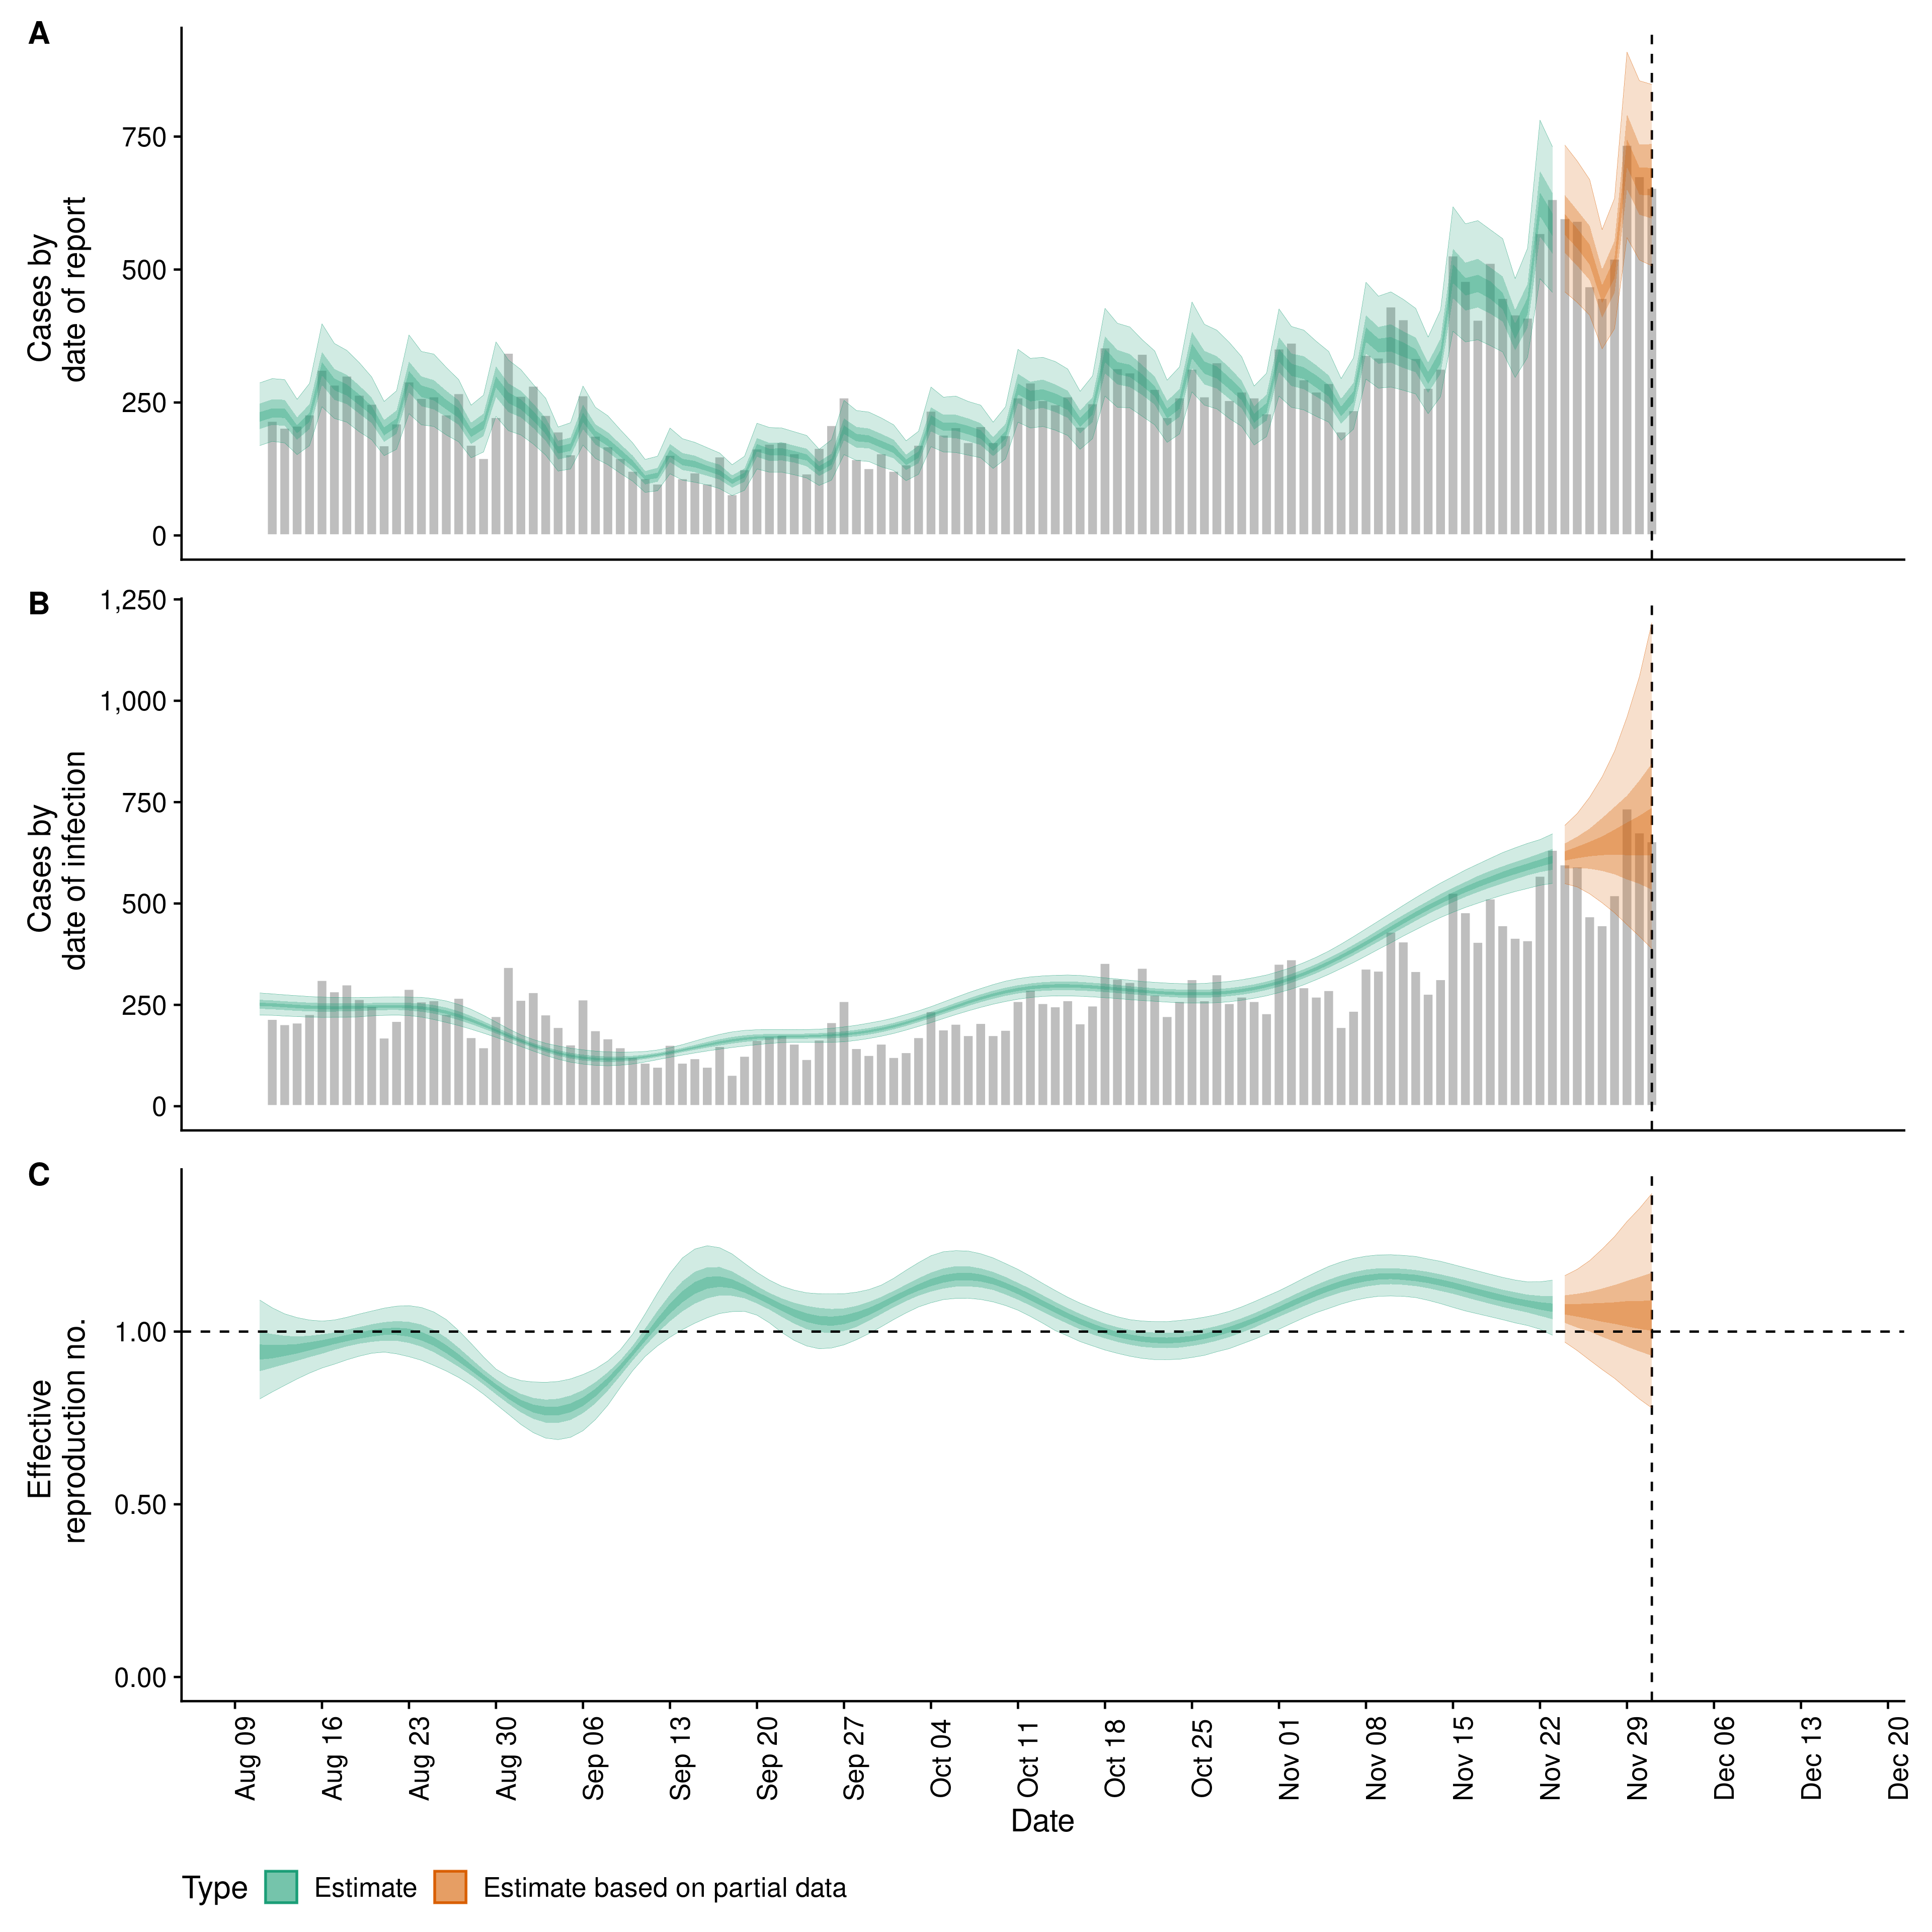 A
Cases by
date of report
750
500
250
0
B
Cases by
date of infection
1,250
1,000
750
500
250
0
C
Effective
reproduction no.
1.00
0.50
0.00
Aug 09
Aug 16
Aug 23
Aug 30
Sep 06
Sep 13
Sep 20
Sep 27
Oct 04
Oct 11
Oct 18
Oct 25
Nov 01
Nov 08
Nov 15
Nov 22
Nov 29
Dec 06
Dec 13
Dec 20
Date
Type Estimate Estimate based on partial data